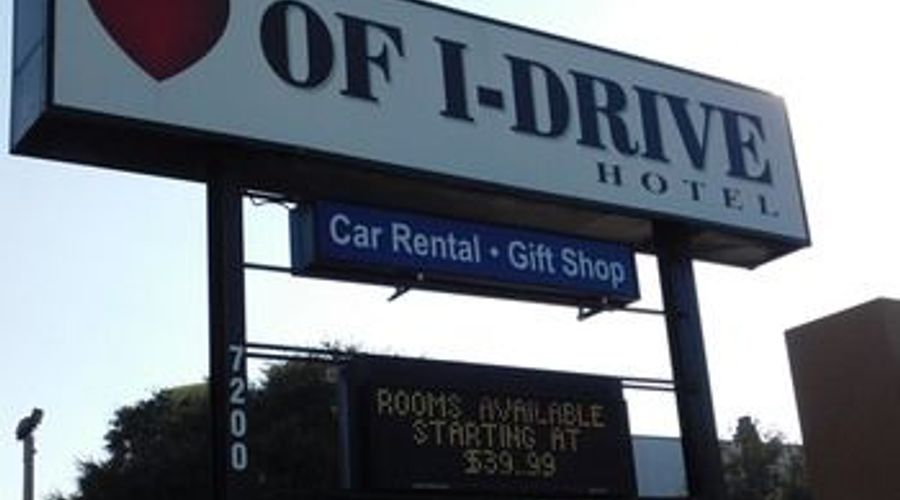 OF I-DRIVE
HOTEL
Car Rental • Gift Shop
7200
ROOMS AVAILABLE
STARTING AT
$39.99